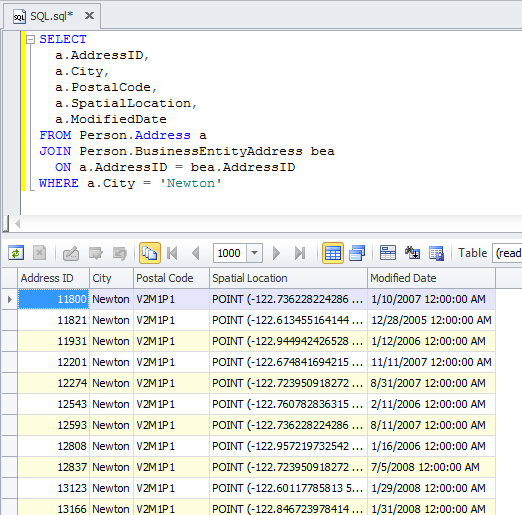 SQL.sql*
SELECT
a.AddressID,
a.City,
a.PostalCode,
a.SpatialLocation,
a.ModifiedDate
FROM Person.Address a
JOIN Person.BusinessEntityAddress bea
ON a.AddressID = bea.AddressID
WHERE a.City = 'Newton'
1000 Table (read
Address ID City Postal Code Spatial Location Modified Date
11800 Newton V2M1P1 POINT (-122.736228224286 ... 1/10/2007 12:00:00 AM
11821 Newton V2M1P1 POINT (-122.613455164144 ... 12/28/2005 12:00:00 AM
11931 Newton V2M1P1 POINT (-122.944942426528 ... 1/12/2006 12:00:00 AM
12201 Newton V2M1P1 POINT (-122.674841694215 ... 11/11/2007 12:00:00 AM
12274 Newton V2M1P1 POINT (-122.723950918272 ... 8/31/2007 12:00:00 AM
12543 Newton V2M1P1 POINT (-122.760782836315 ... 2/11/2006 12:00:00 AM
12593 Newton V2M1P1 POINT (-122.736228224286 ... 8/11/2007 12:00:00 AM
12808 Newton V2M1P1 POINT (-122.957219732542 ... 1/16/2006 12:00:00 AM
12837 Newton V2M1P1 POINT (-122.723950918272 ... 7/5/2008 12:00:00 AM
13123 Newton V2M1P1 POINT (-122.60117785813 5... 1/29/2008 12:00:00 AM
13166 Newton V2M1P1 POINT (-122.846723978414 ... 1/31/2008 12:00:00 AM